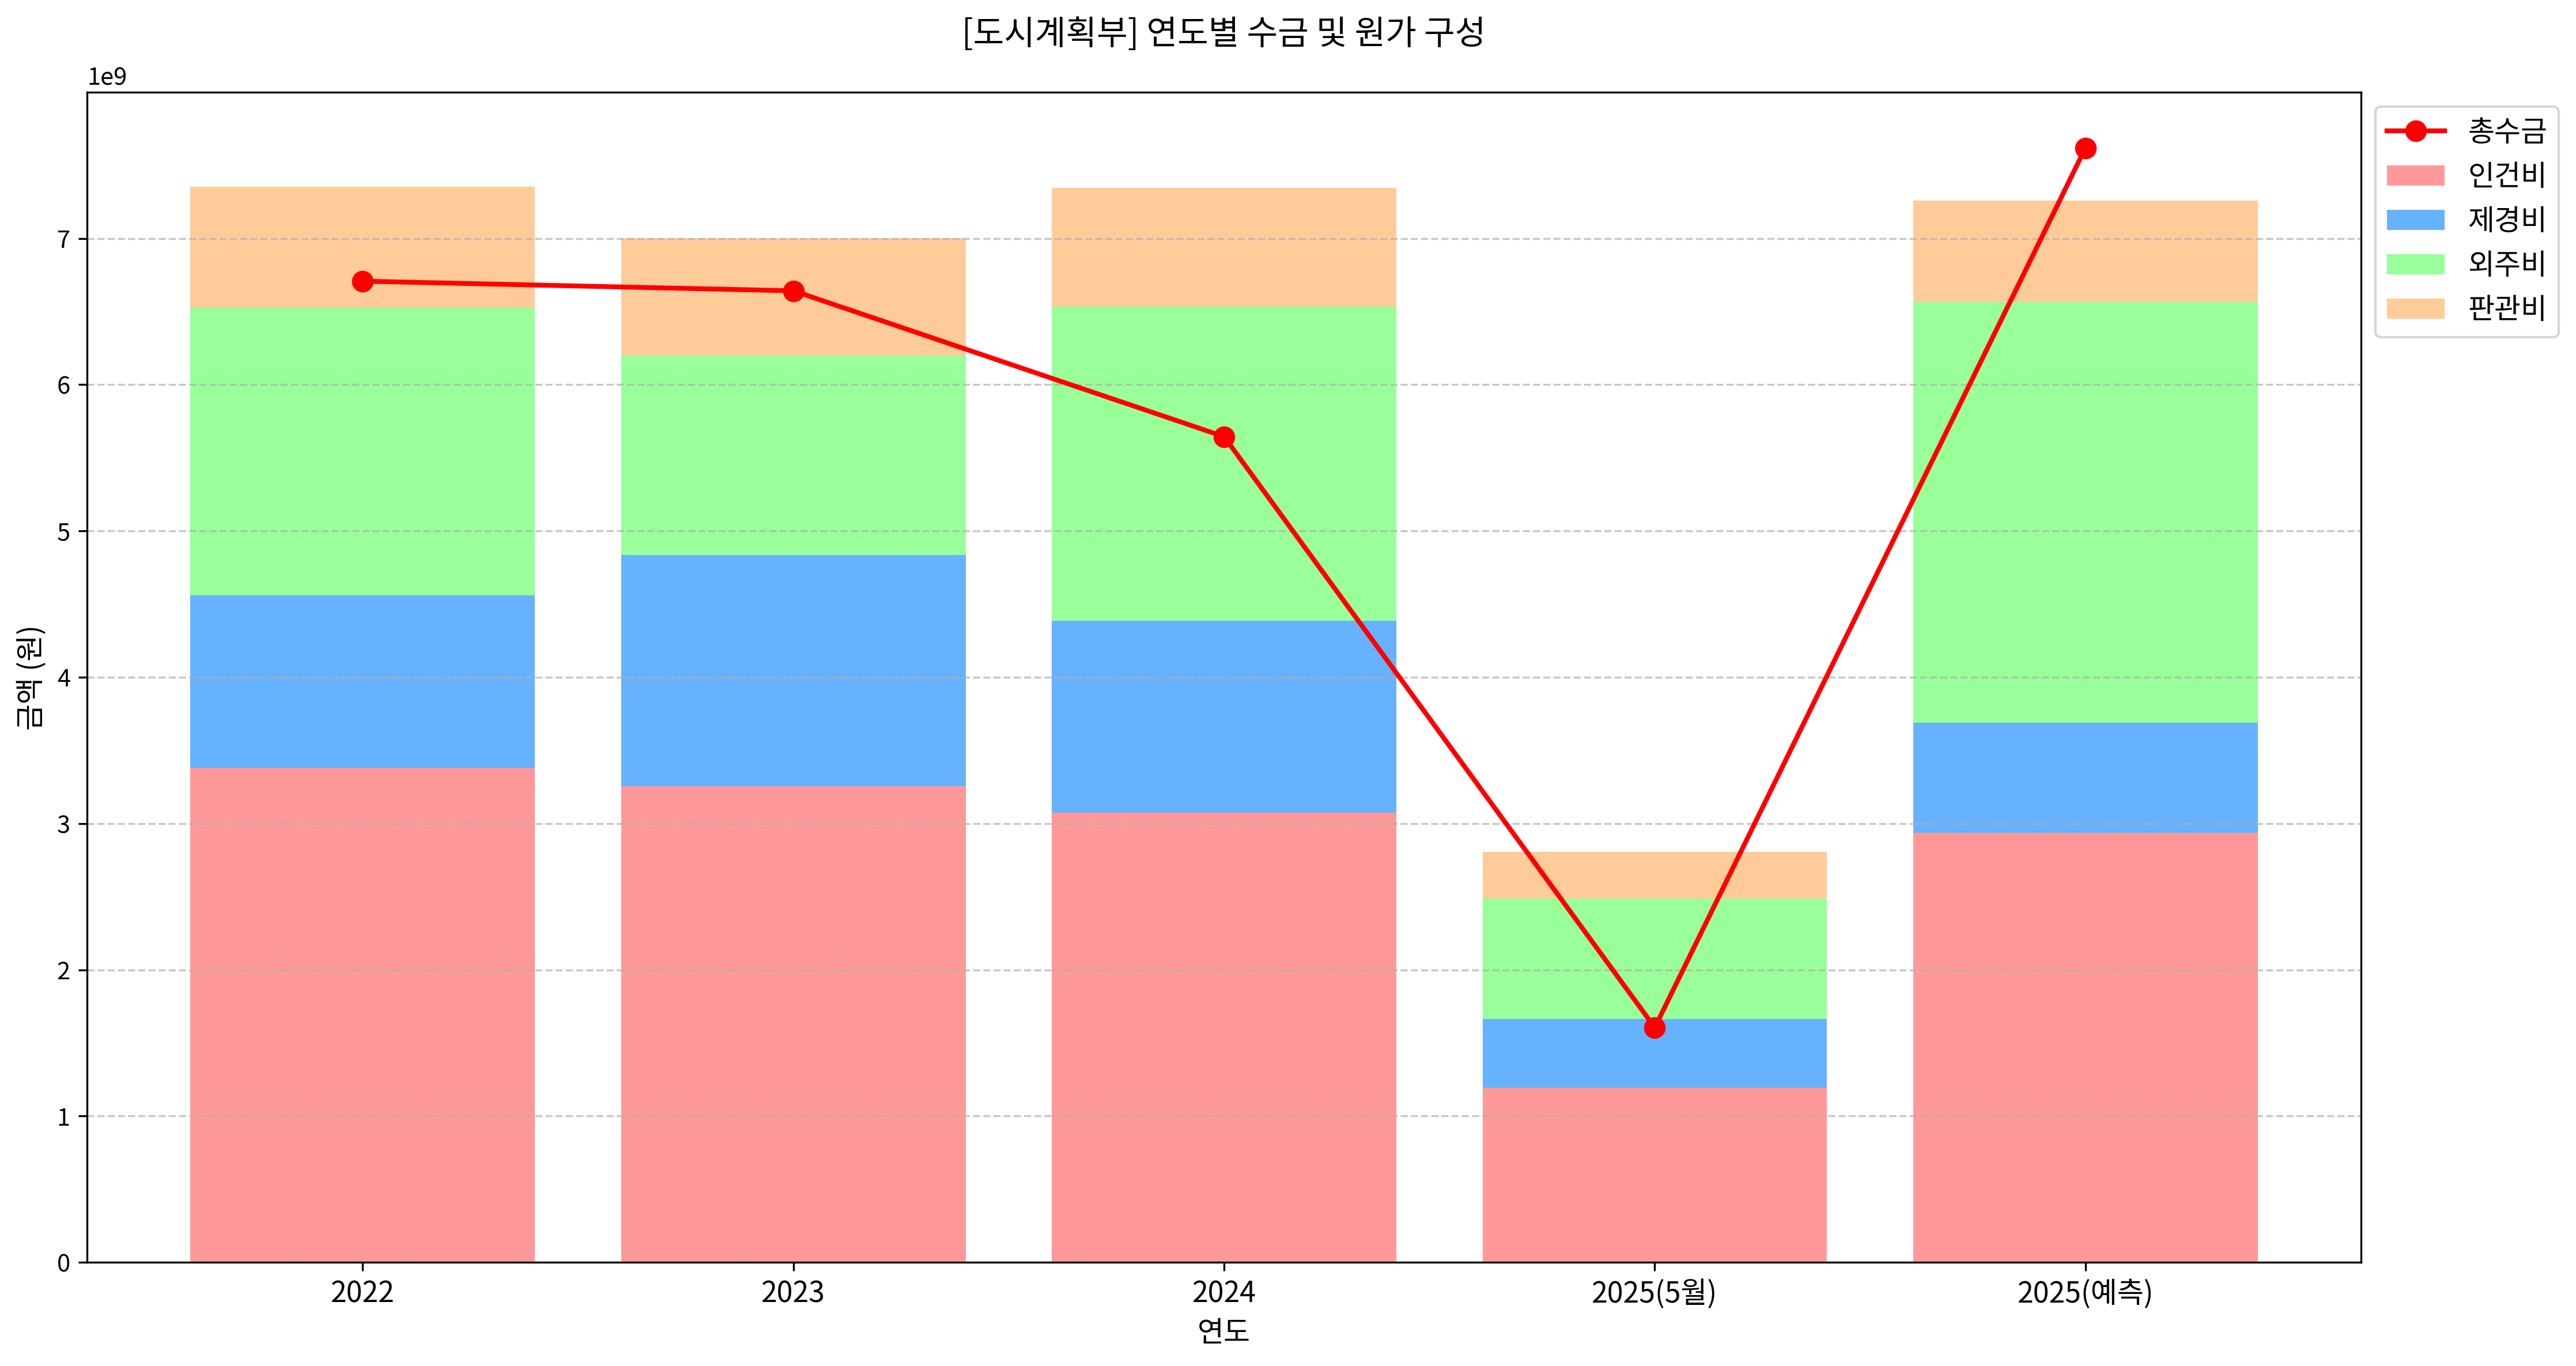 [도시계획부] 연도별 수금 및 원가 구성
1e9
총수금
인건비
제경비
외주비
판관비
금액 (원)
7
6
5
4
3
2
1
0
2022
2023
2024
2025(5월)
2025(예측)
연도